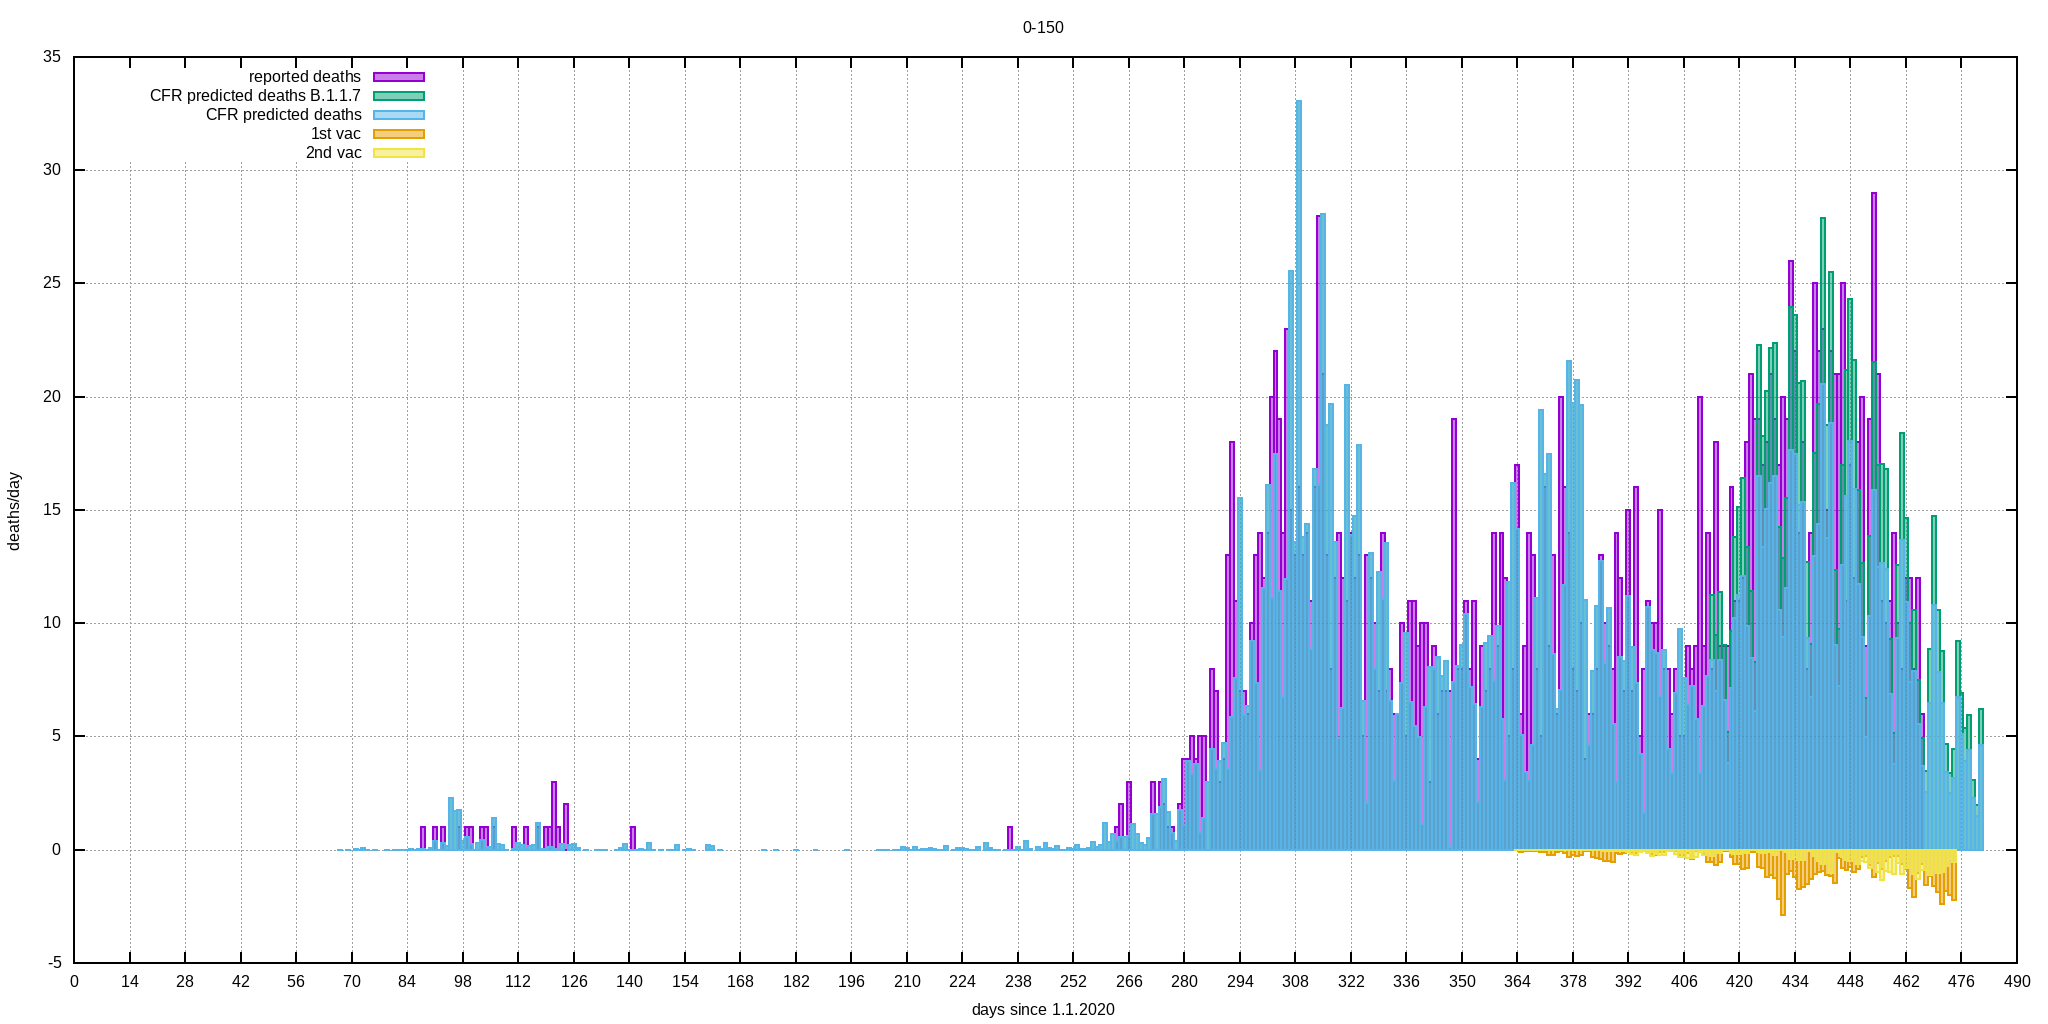 0-150
35
30
25
20
15
10
5
0
-5
reported deaths
CFR predicted deaths B.1.1.7
CFR predicted deaths
1st vac
2nd vac
deaths/day
0 14 28 42 56 70 84 98 112 126 140 154 168 182 196 210 224 238 252 266 280 294 308 322 336 350 364 378 392 406 420 434 448 462 476 490
days since 1.1.2020